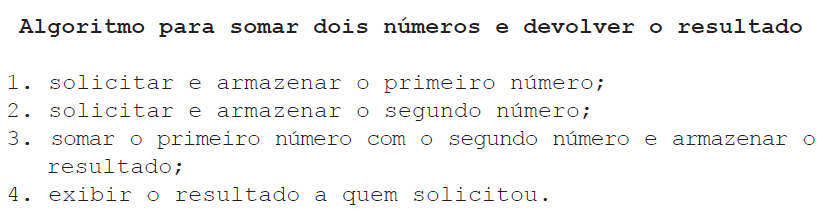 Algoritmo para somar dois números e devolver o resultado
1. solicitar e armazenar o primeiro número;
2. solicitar e armazenar o segundo número;
3. somar o primeiro número com o segundo número e armazenar o
resultado;
4. exibir o resultado a quem solicitou.